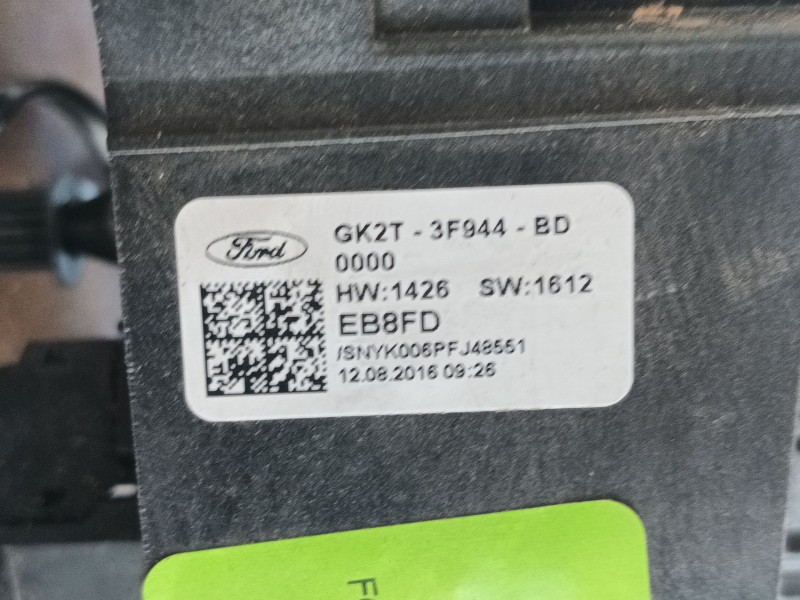 Ford
GK2T - 3F944 - BD
0000
HW:1426 SW:1612
EB8FD
/SNYK006PFJ48551
12.08.2016 09:26